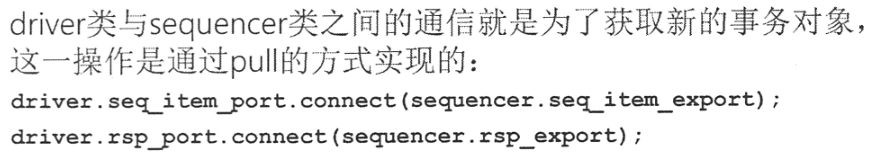 driver类与sequencer类之间的通信就是为了获取新的事务对象，
这一操作是通过pull的方式实现的：
driver.seq_item_port.connect(sequencer.seq_item_export);
driver.rsp_port.connect(sequencer.rsp_export);